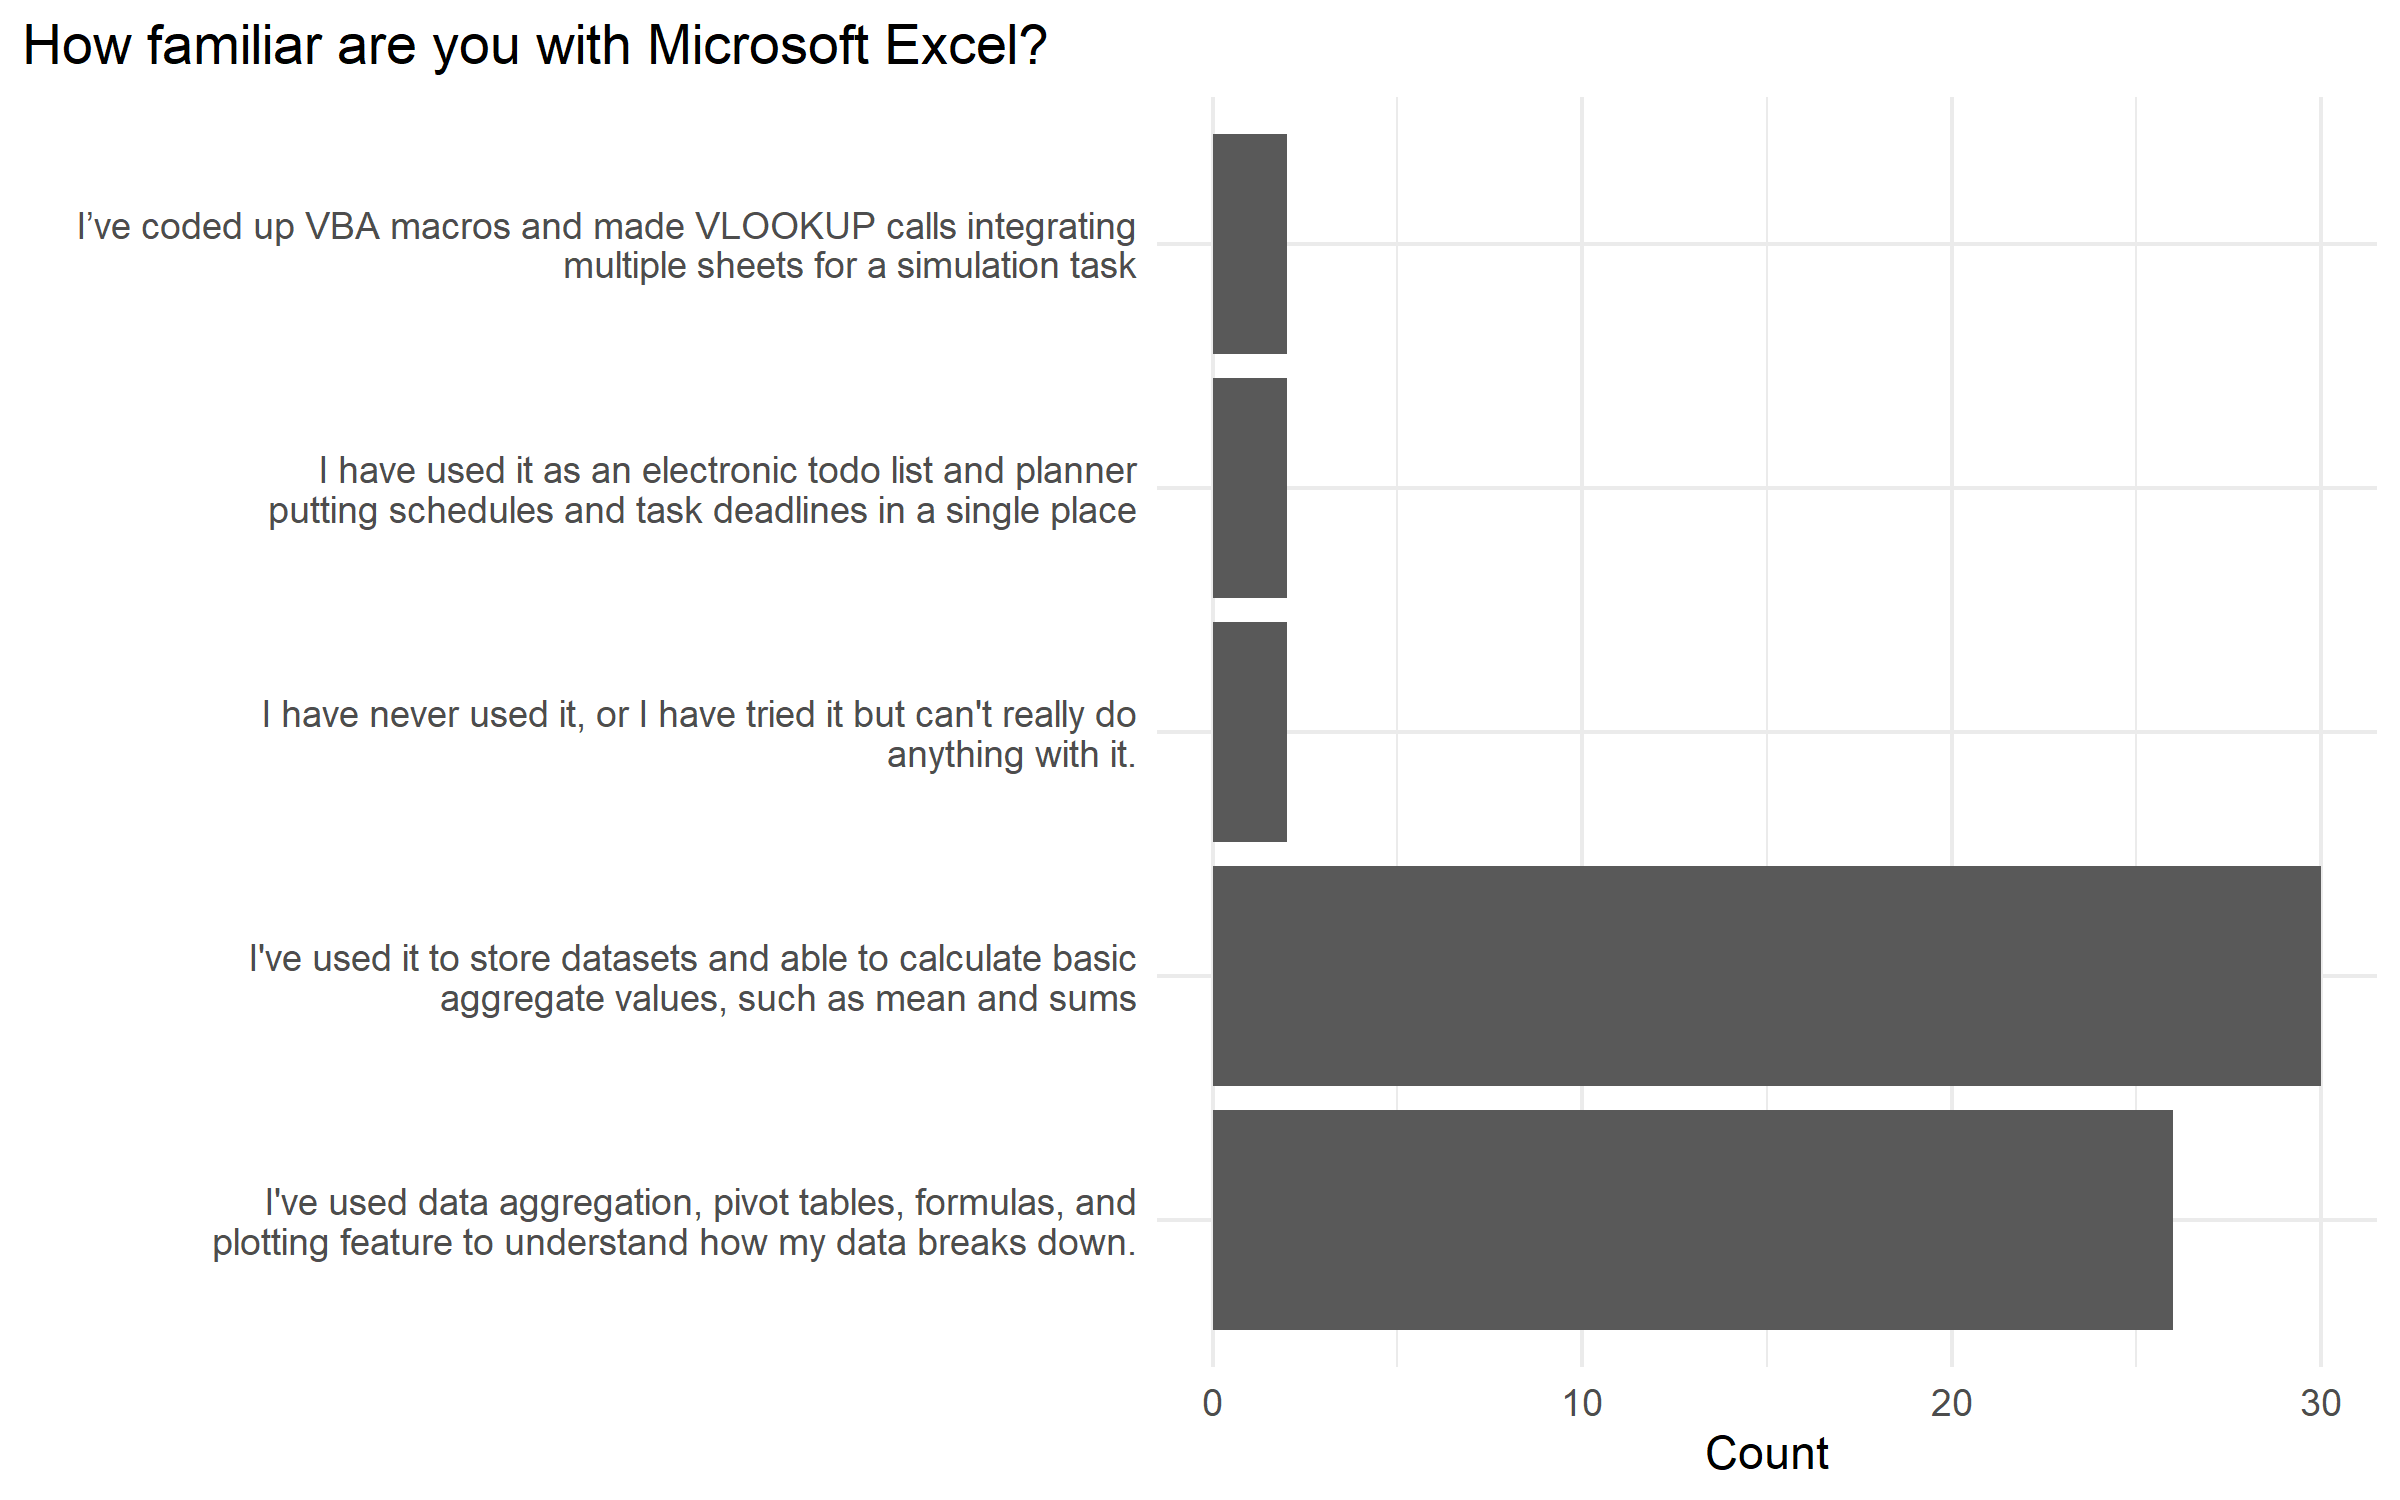 How familiar are you with Microsoft Excel?
I’ve coded up VBA macros and made VLOOKUP calls integrating
multiple sheets for a simulation task
I have used it as an electronic todo list and planner
putting schedules and task deadlines in a single place
I have never used it, or I have tried it but can't really do
anything with it.
I've used it to store datasets and able to calculate basic
aggregate values, such as mean and sums
I've used data aggregation, pivot tables, formulas, and
plotting feature to understand how my data breaks down.
0 10 20 30
Count